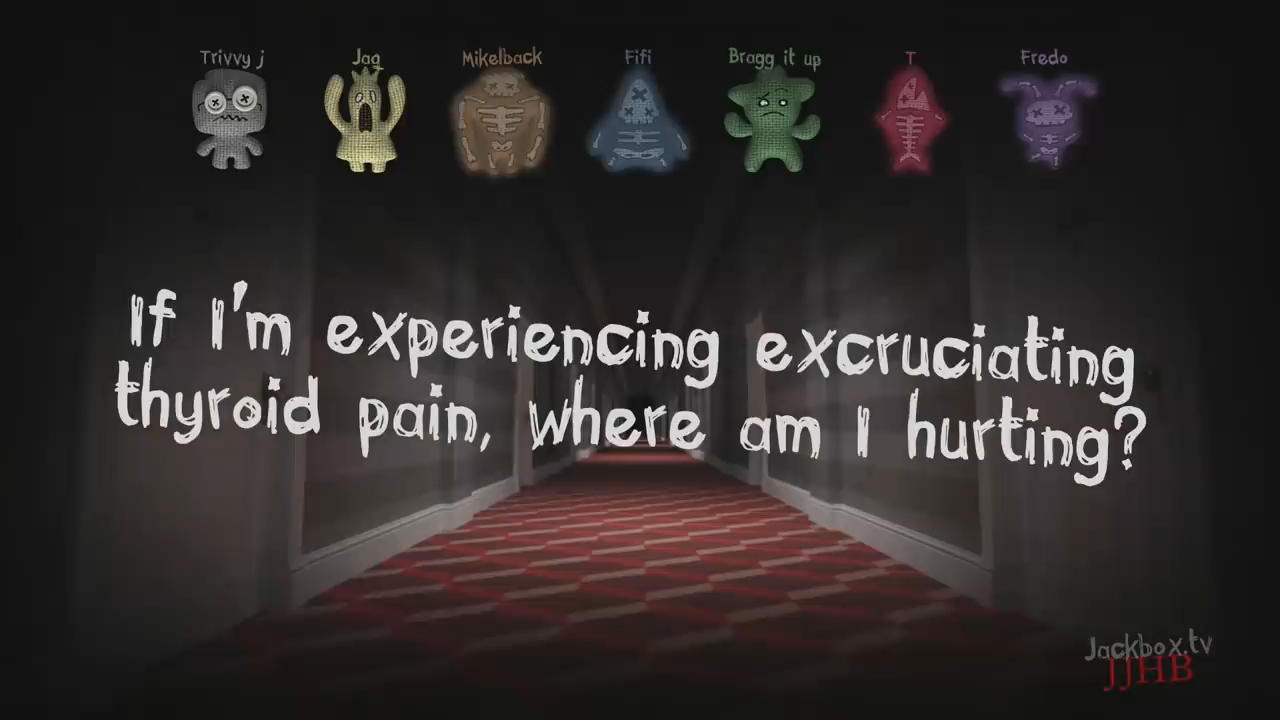 Trivvy j Jag Mikelback Fifi Bragg it up T Fredo
If I'm experiencing excruciating
thyroid pain, where am I hurting?
Jackbox.tv
JJHB